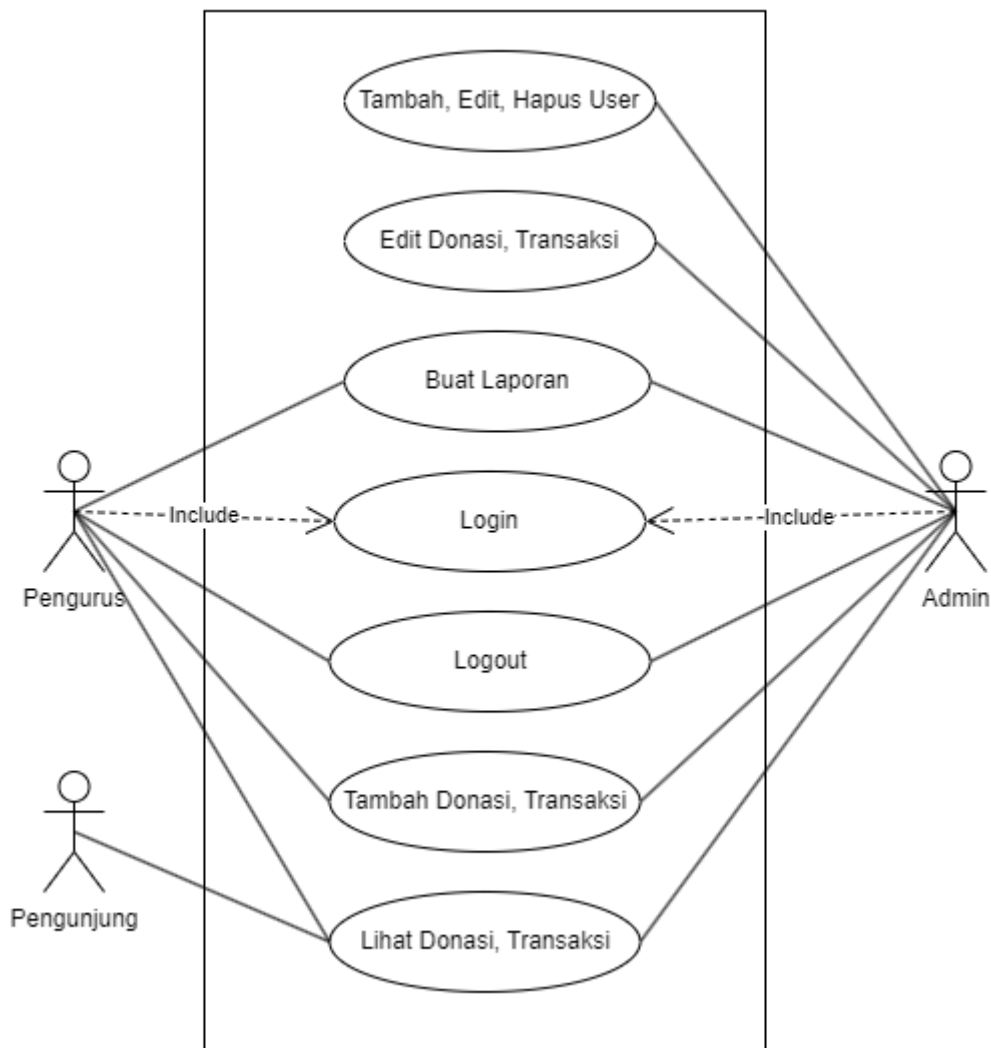 Tambah, Edit, Hapus User
Edit Donasi, Transaksi
Buat Laporan
Include
Login
Include
Pengurus
Admin
Logout
Tambah Donasi, Transaksi
Pengunjung
Lihat Donasi, Transaksi